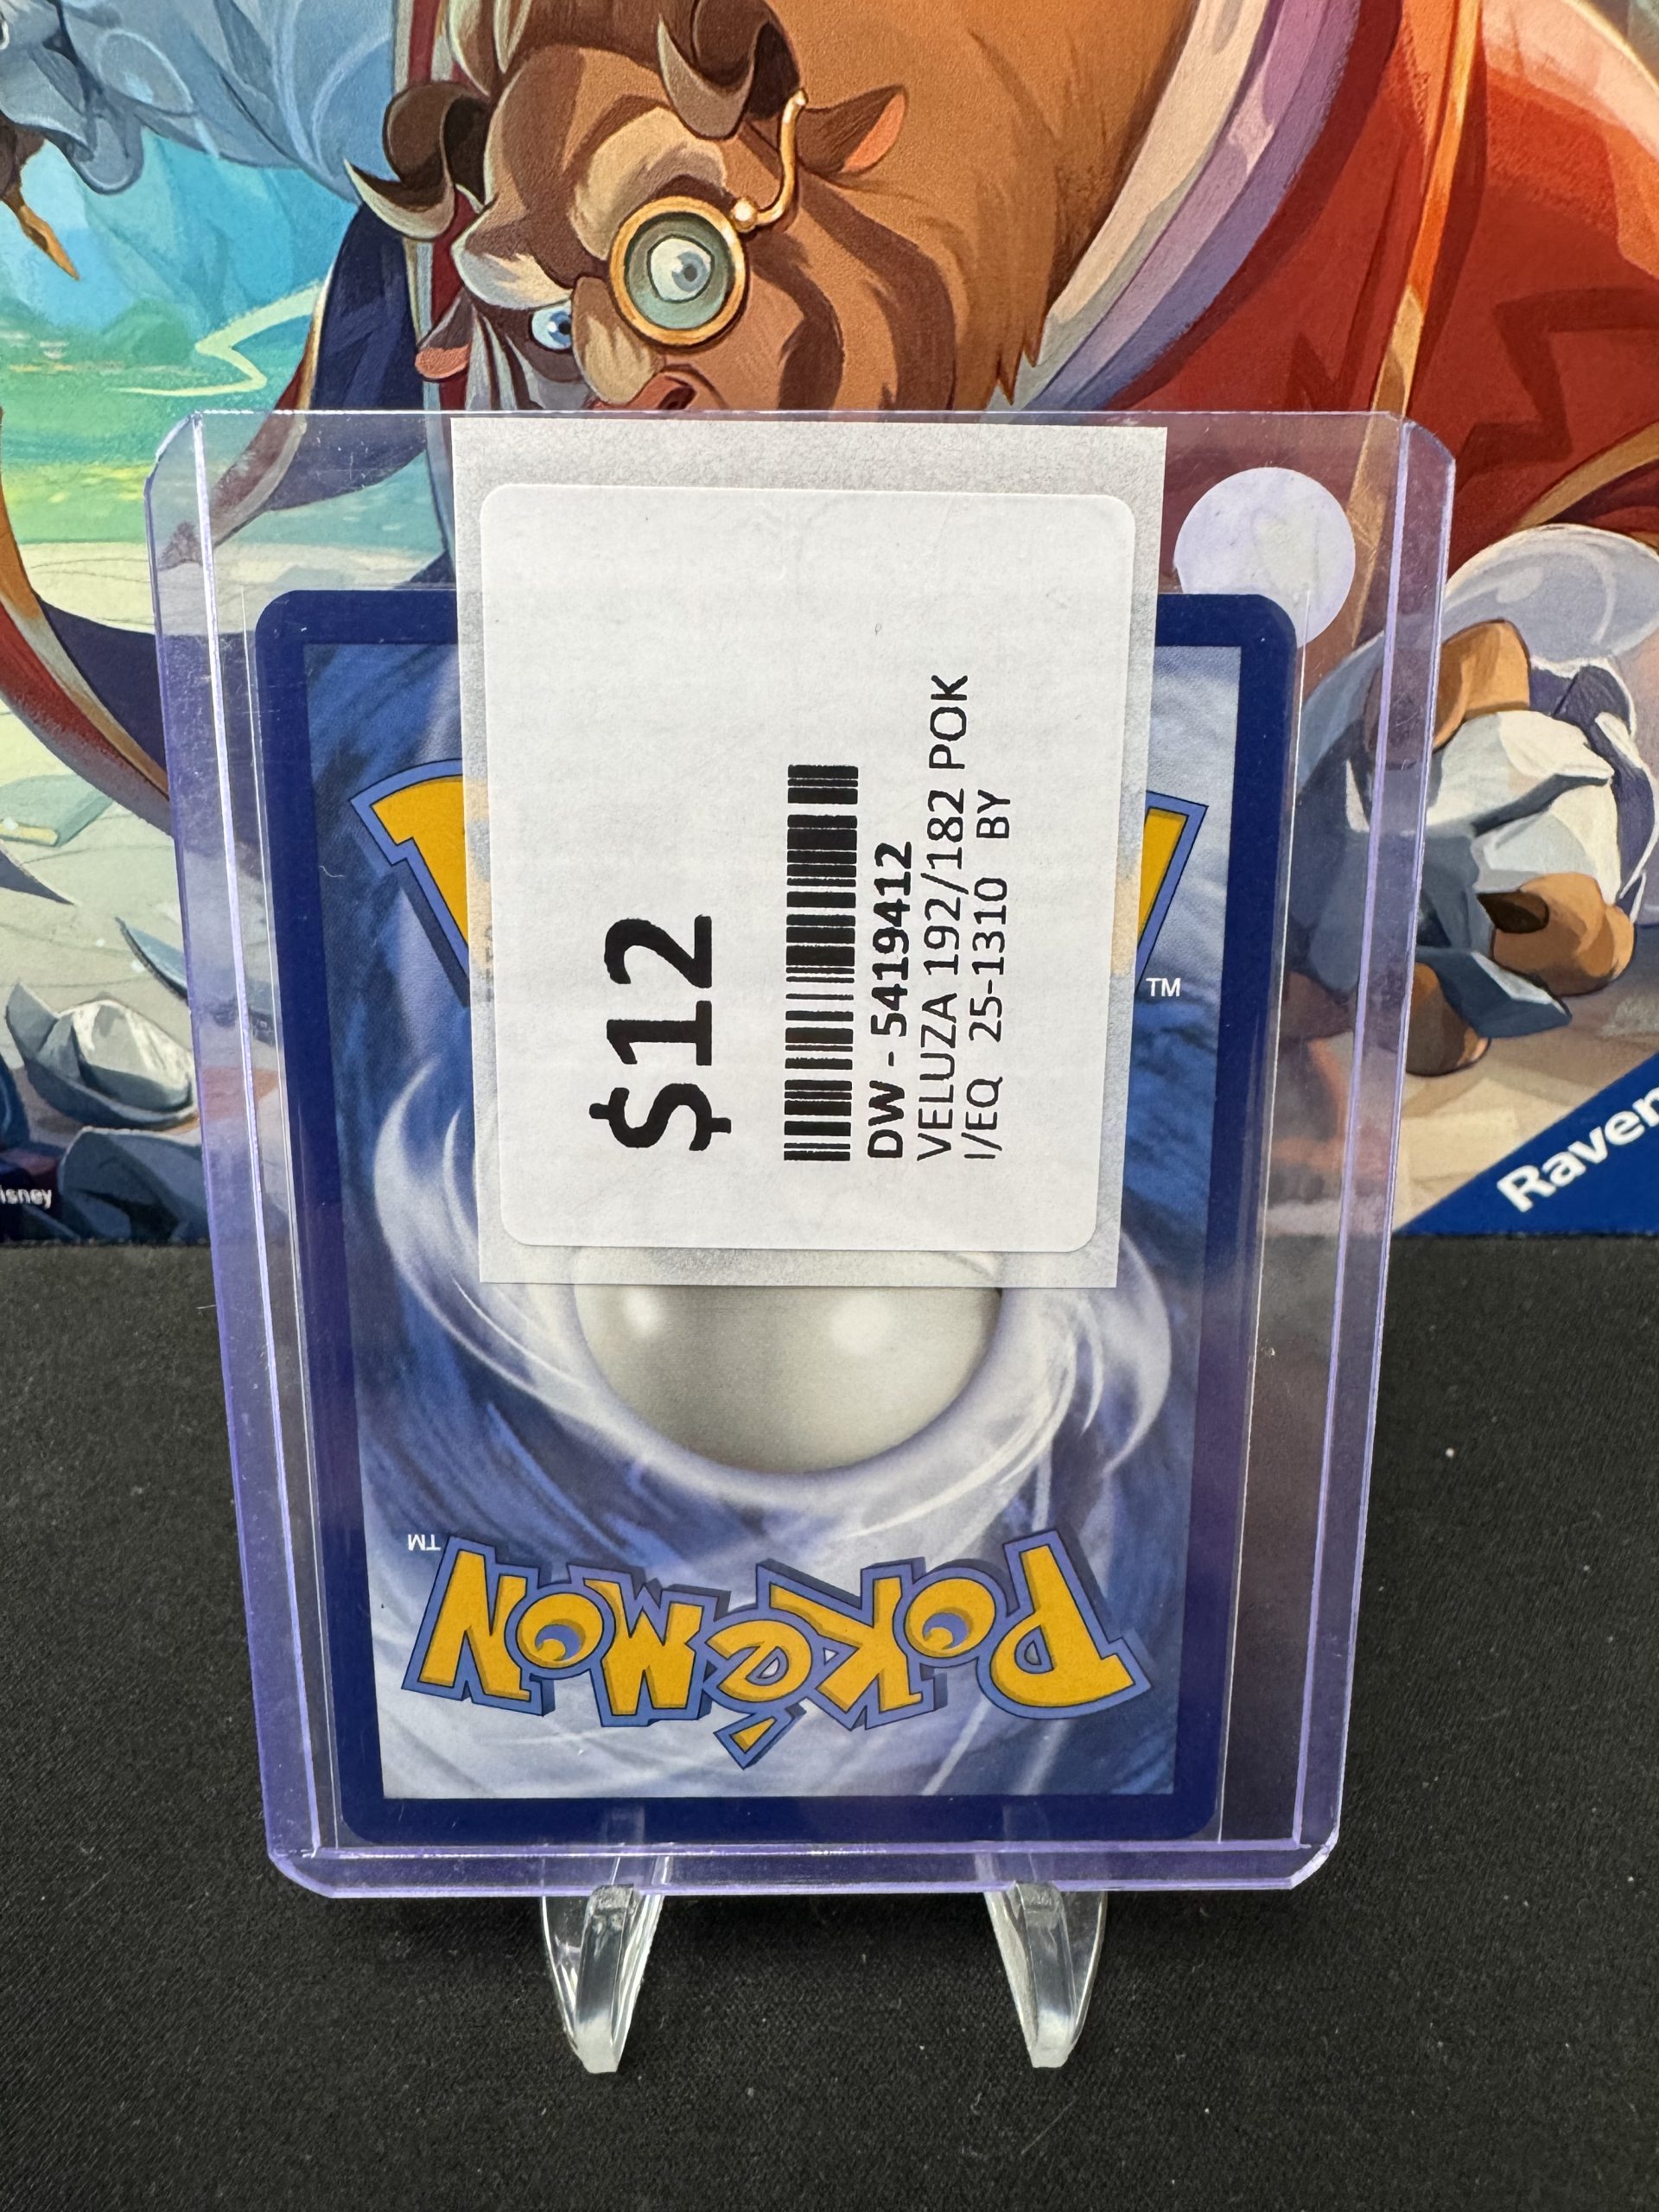 $12
DW - 5419412
VELUZA 192/182 POK
I/EQ 25-1310 BY
TM
TM
POKéMON
isney
Raven